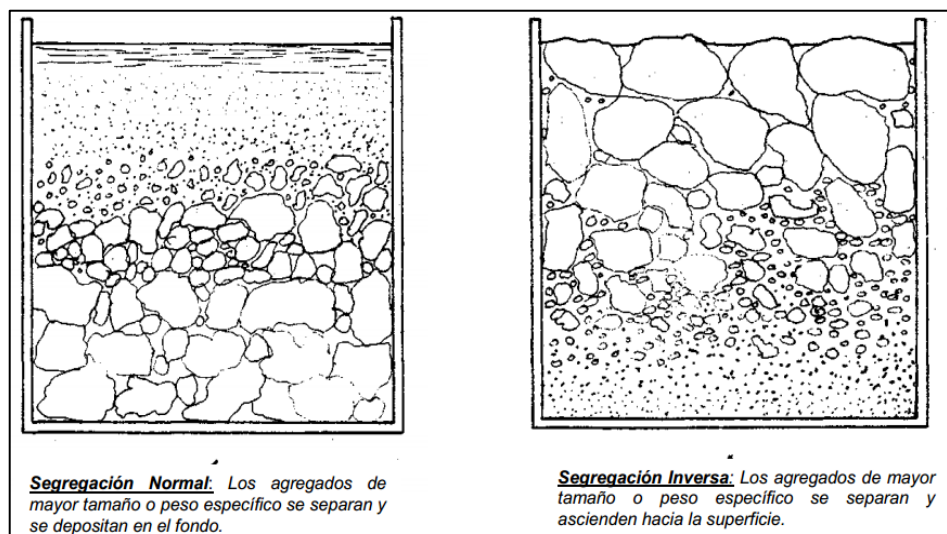 Segregación Normal: Los agregados de
mayor tamaño o peso específico se separan y
se depositan en el fondo.
Segregación Inversa: Los agregados de mayor
tamaño o peso específico se separan y
ascienden hacia la superficie.